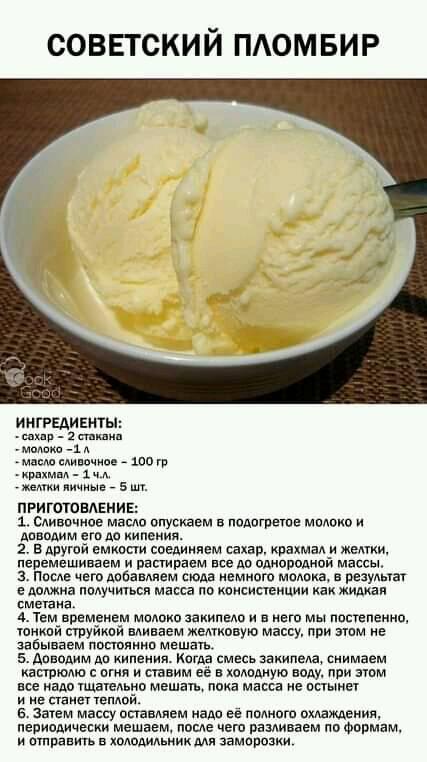 СОВЕТСКИЙ ПЛОМБИР
Cook
Good
ИНГРЕДИЕНТЫ:
- сахар – 2 стакана
- молоко –1 л
- масло сливочное – 100 гр
- крахмал – 1 ч.л.
- желтки яичные – 5 шт.
ПРИГОТОВЛЕНИЕ:
1. Сливочное масло опускаем в подогретое молоко и
доводим его до кипения.
2. В другой емкости соединяем сахар, крахмал и желтки,
перемешиваем и растираем все до однородной массы.
3. После чего добавляем сюда немного молока, в результат
е должна получиться масса по консистенции как жидкая
сметана.
4. Тем временем молоко закипело и в него мы постепенно,
тонкой струйкой вливаем желтковую массу, при этом не
забываем постоянно мешать.
5. Доводим до кипения. Когда смесь закипела, снимаем
кастрюлю с огня и ставим её в холодную воду, при этом
все надо тщательно мешать, пока масса не остынет
и не станет теплой.
6. Затем массу оставляем надо её полного охлаждения,
периодически мешаем, после чего разливаем по формам,
и отправить в холодильник для заморозки.